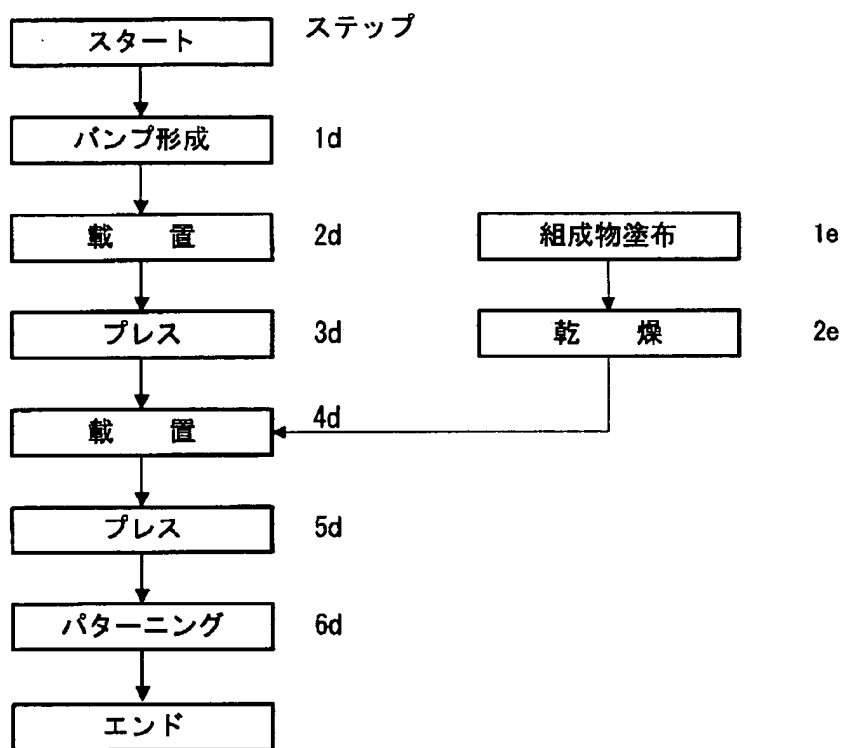 スタート ステップ
バンプ形成 1d
載 置 2d 組成物塗布 1e
プレス 3d 乾 燥 2e
載 置 4d
プレス 5d
パターニング 6d
エンド